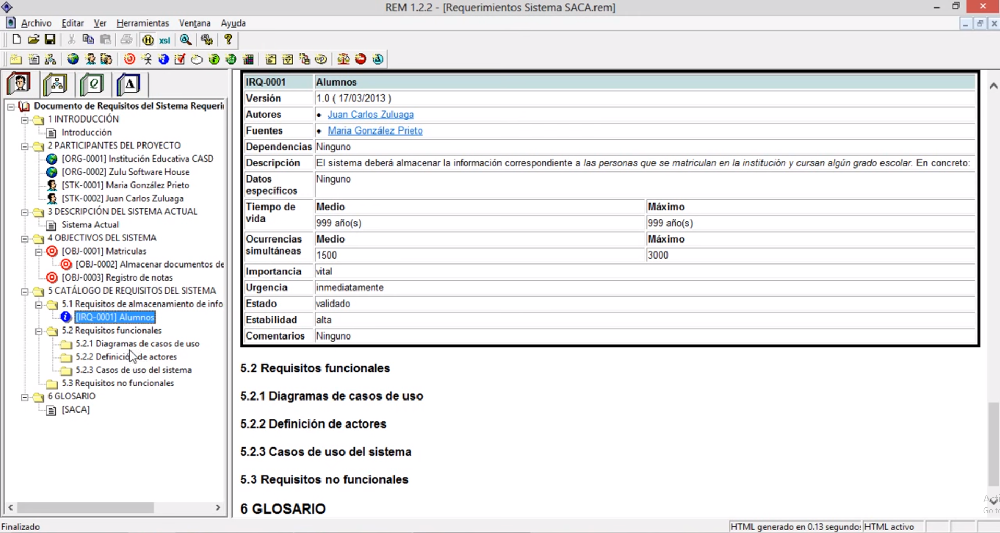 REM 1.2.2 - [Requerimientos Sistema SACA.rem]
Archivo Editar Ver Herramientas Ventana Ayuda
H xsl ?
Q A
Documento de Requisitos del Sistema Requeri
1 INTRODUCCIÓN
Introducción
2 PARTICIPANTES DEL PROYECTO
[ORG-0001] Institución Educativa CASD
[ORG-0002] Zulu Software House
[STK-0001] Maria González Prieto
[STK-0002] Juan Carlos Zuluaga
3 DESCRIPCIÓN DEL SISTEMA ACTUAL
Sistema Actual
4 OBJECTIVOS DEL SISTEMA
[OBJ-0001] Matriculas
[OBJ-0002] Almacenar documentos de
[OBJ-0003] Registro de notas
5 CATÁLOGO DE REQUISITOS DEL SISTEMA
5.1 Requisitos de almacenamiento de info
[IRQ-0001] Alumnos
5.2 Requisitos funcionales
5.2.1 Diagramas de casos de uso
5.2.2 Definición de actores
5.2.3 Casos de uso del sistema
5.3 Requisitos no funcionales
6 GLOSARIO
[SACA]
IRQ-0001 Alumnos
Versión 1.0 ( 17/03/2013 )
Autores • Juan Carlos Zuluaga
Fuentes • Maria González Prieto
Dependencias Ninguno
Descripción El sistema deberá almacenar la información correspondiente a las personas que se matriculan en la institución y cursan algún grado escolar. En concreto:
Datos específicos Ninguno
Tiempo de vida Medio Máximo
999 año(s) 999 año(s)
Ocurrencias simultáneas Medio Máximo
1500 3000
Importancia vital
Urgencia inmediatamente
Estado validado
Estabilidad alta
Comentarios Ninguno
5.2 Requisitos funcionales
5.2.1 Diagramas de casos de uso
5.2.2 Definición de actores
5.2.3 Casos de uso del sistema
5.3 Requisitos no funcionales
6 GLOSARIO
Go to
Finalizado HTML generado en 0.13 segundo: HTML activo